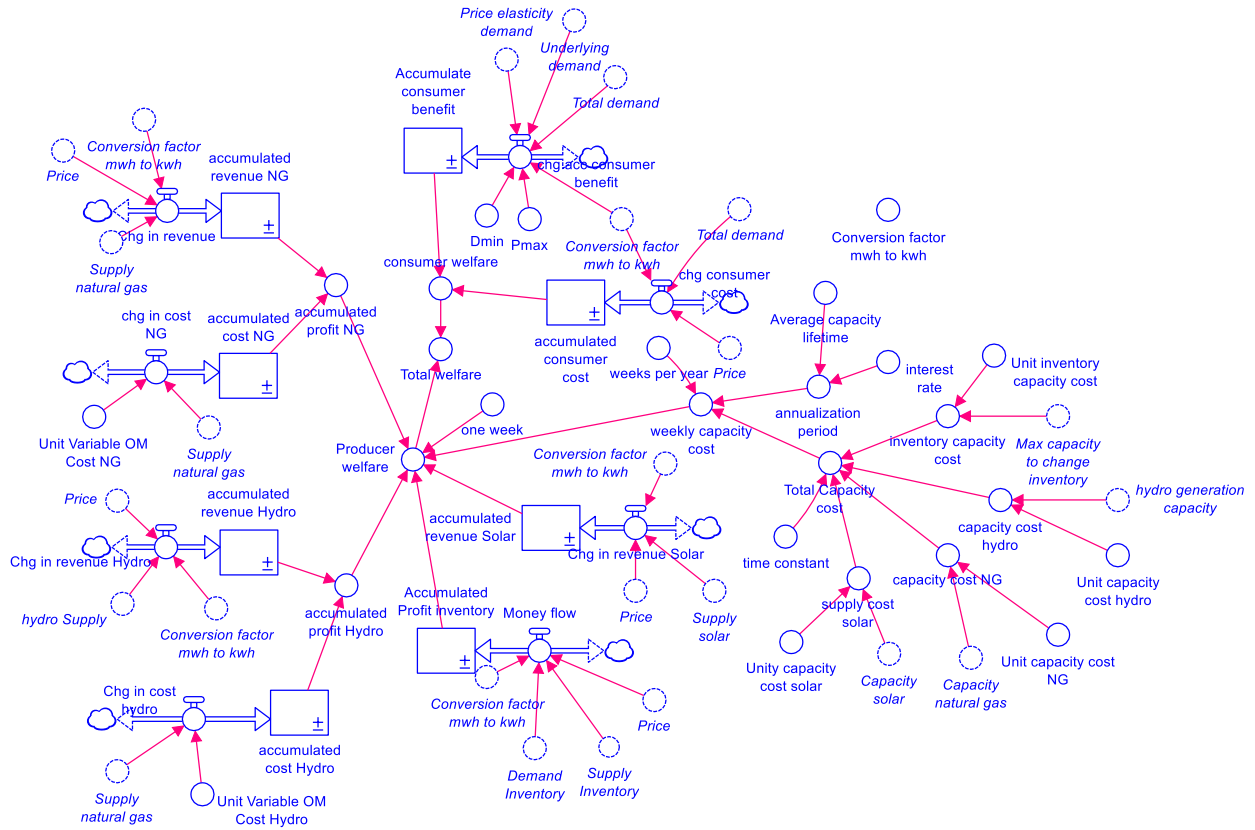 Price elasticity
demand
Underlying
demand
Total demand
Accumulate
consumer
benefit
chg acc consumer
benefit
Dmin
Pmax
Conversion factor
mwh to kwh
Price
accumulated
revenue NG
Chg in revenue
Supply
natural gas
consumer welfare
Conversion factor
mwh to kwh
Total demand
chg consumer
cost
accumulated
consumer
cost
Price
Conversion factor
mwh to kwh
chg in cost
NG
accumulated
cost NG
accumulated
profit NG
Total welfare
weeks per year
Average capacity
lifetime
interest
rate
annualization
period
Unit inventory
capacity cost
Unit Variable OM
Cost NG
Supply
natural gas
Producer
welfare
one week
weekly capacity
cost
inventory capacity
cost
Max capacity
to change
inventory
Price
accumulated
revenue Hydro
Chg in revenue Hydro
hydro Supply
Conversion factor
mwh to kwh
accumulated
profit Hydro
Conversion factor
mwh to kwh
accumulated
revenue Solar
Chg in revenue Solar
Price
Supply
solar
Total Capacity
cost
time constant
capacity cost
hydro
hydro generation
capacity
Unit capacity
cost hydro
capacity cost NG
supply cost
solar
Unity capacity
cost solar
Capacity
solar
Capacity
natural gas
Unit capacity cost
NG
Accumulated
Profit inventory
Money flow
Conversion factor
mwh to kwh
Price
Demand
Inventory
Supply
Inventory
Chg in cost
hydro
accumulated
cost Hydro
Supply
natural gas
Unit Variable OM
Cost Hydro